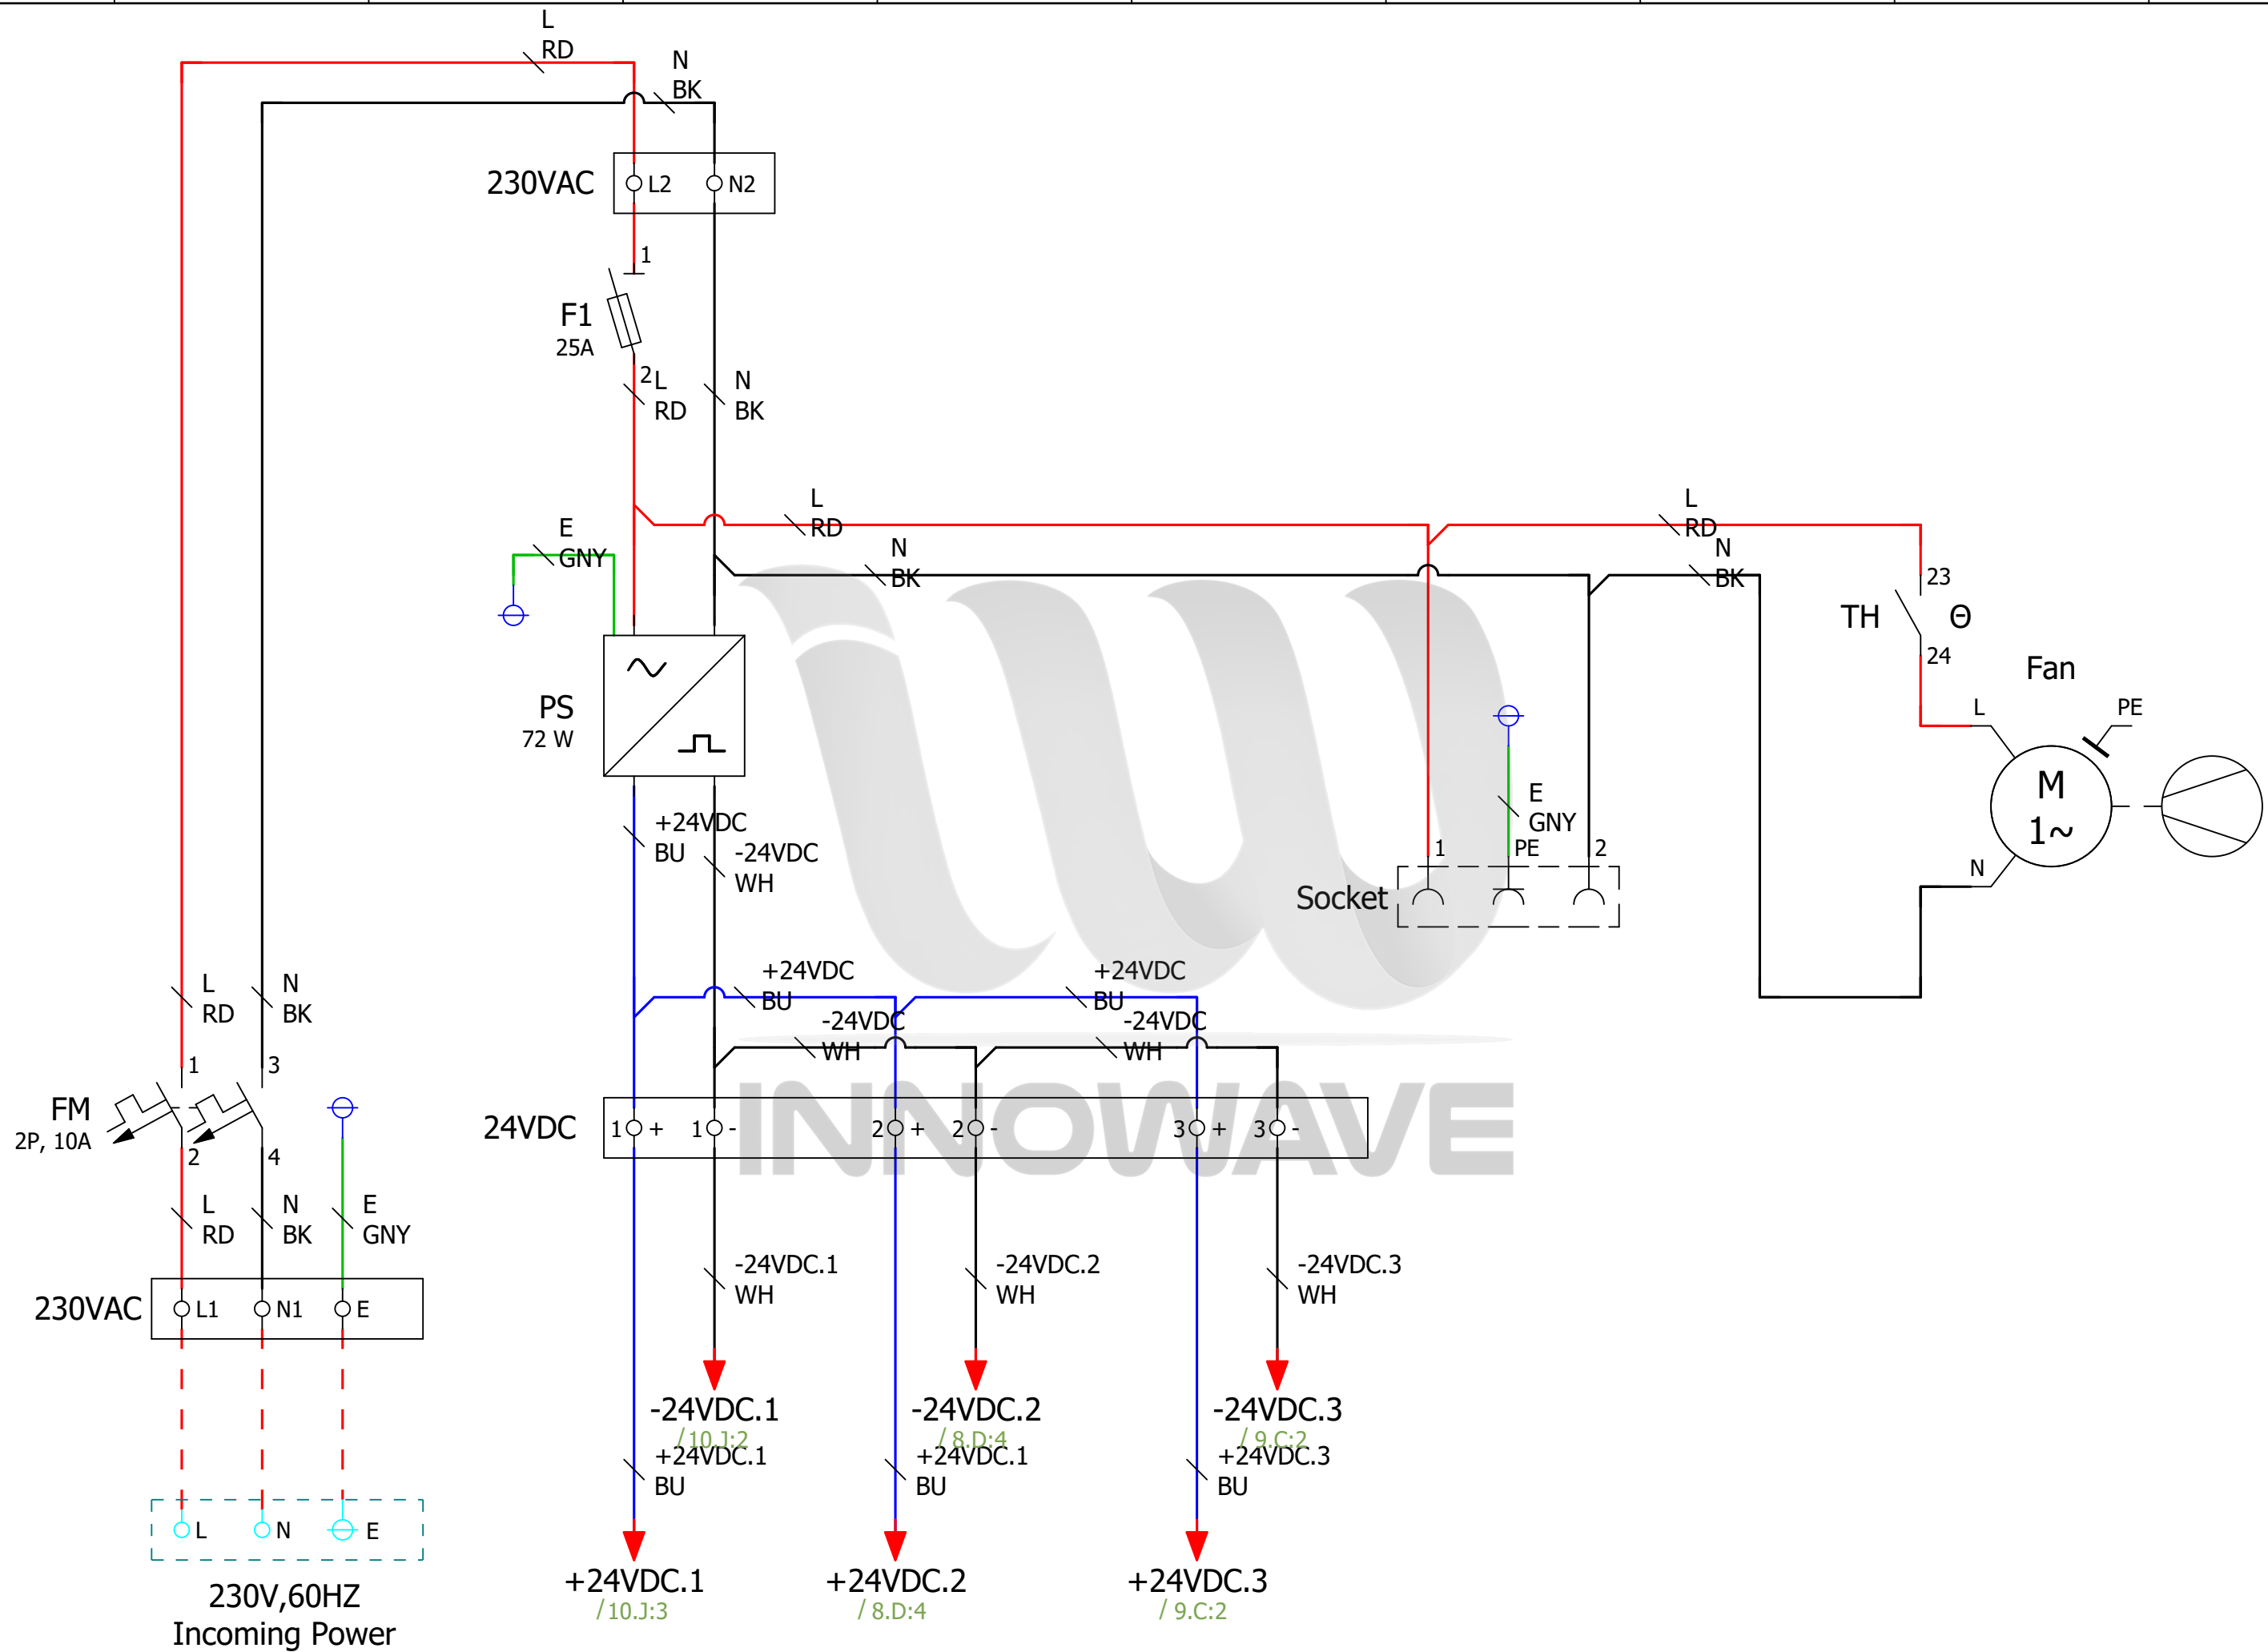 L
RD
N
BK
230VAC
L2
N2
1
F1
25A
2
L
RD
N
BK
L
RD
L
RD
E
GNY
N
BK
N
BK
23
TH
Θ
24
Fan
PS
72 W
L
PE
M
1~
N
+24VDC
BU
-24VDC
WH
E
GNY
1
PE
2
Socket
+24VDC
BU
+24VDC
BU
-24VDC
WH
-24VDC
WH
L
RD
N
BK
1
3
FM
2P, 10A
2
4
24VDC
1 +
1 -
2 +
2 -
3 +
3 -
INNOWAVE
L
RD
N
BK
E
GNY
230VAC
L1
N1
E
-24VDC.1
WH
-24VDC.2
WH
-24VDC.3
WH
-24VDC.1
/ 10.J:2
-24VDC.2
/ 8.D:4
-24VDC.3
/ 9.C:2
+24VDC.1
BU
+24VDC.1
BU
+24VDC.3
BU
L
N
E
230V,60HZ
Incoming Power
+24VDC.1
/ 10.J:3
+24VDC.2
/ 8.D:4
+24VDC.3
/ 9.C:2